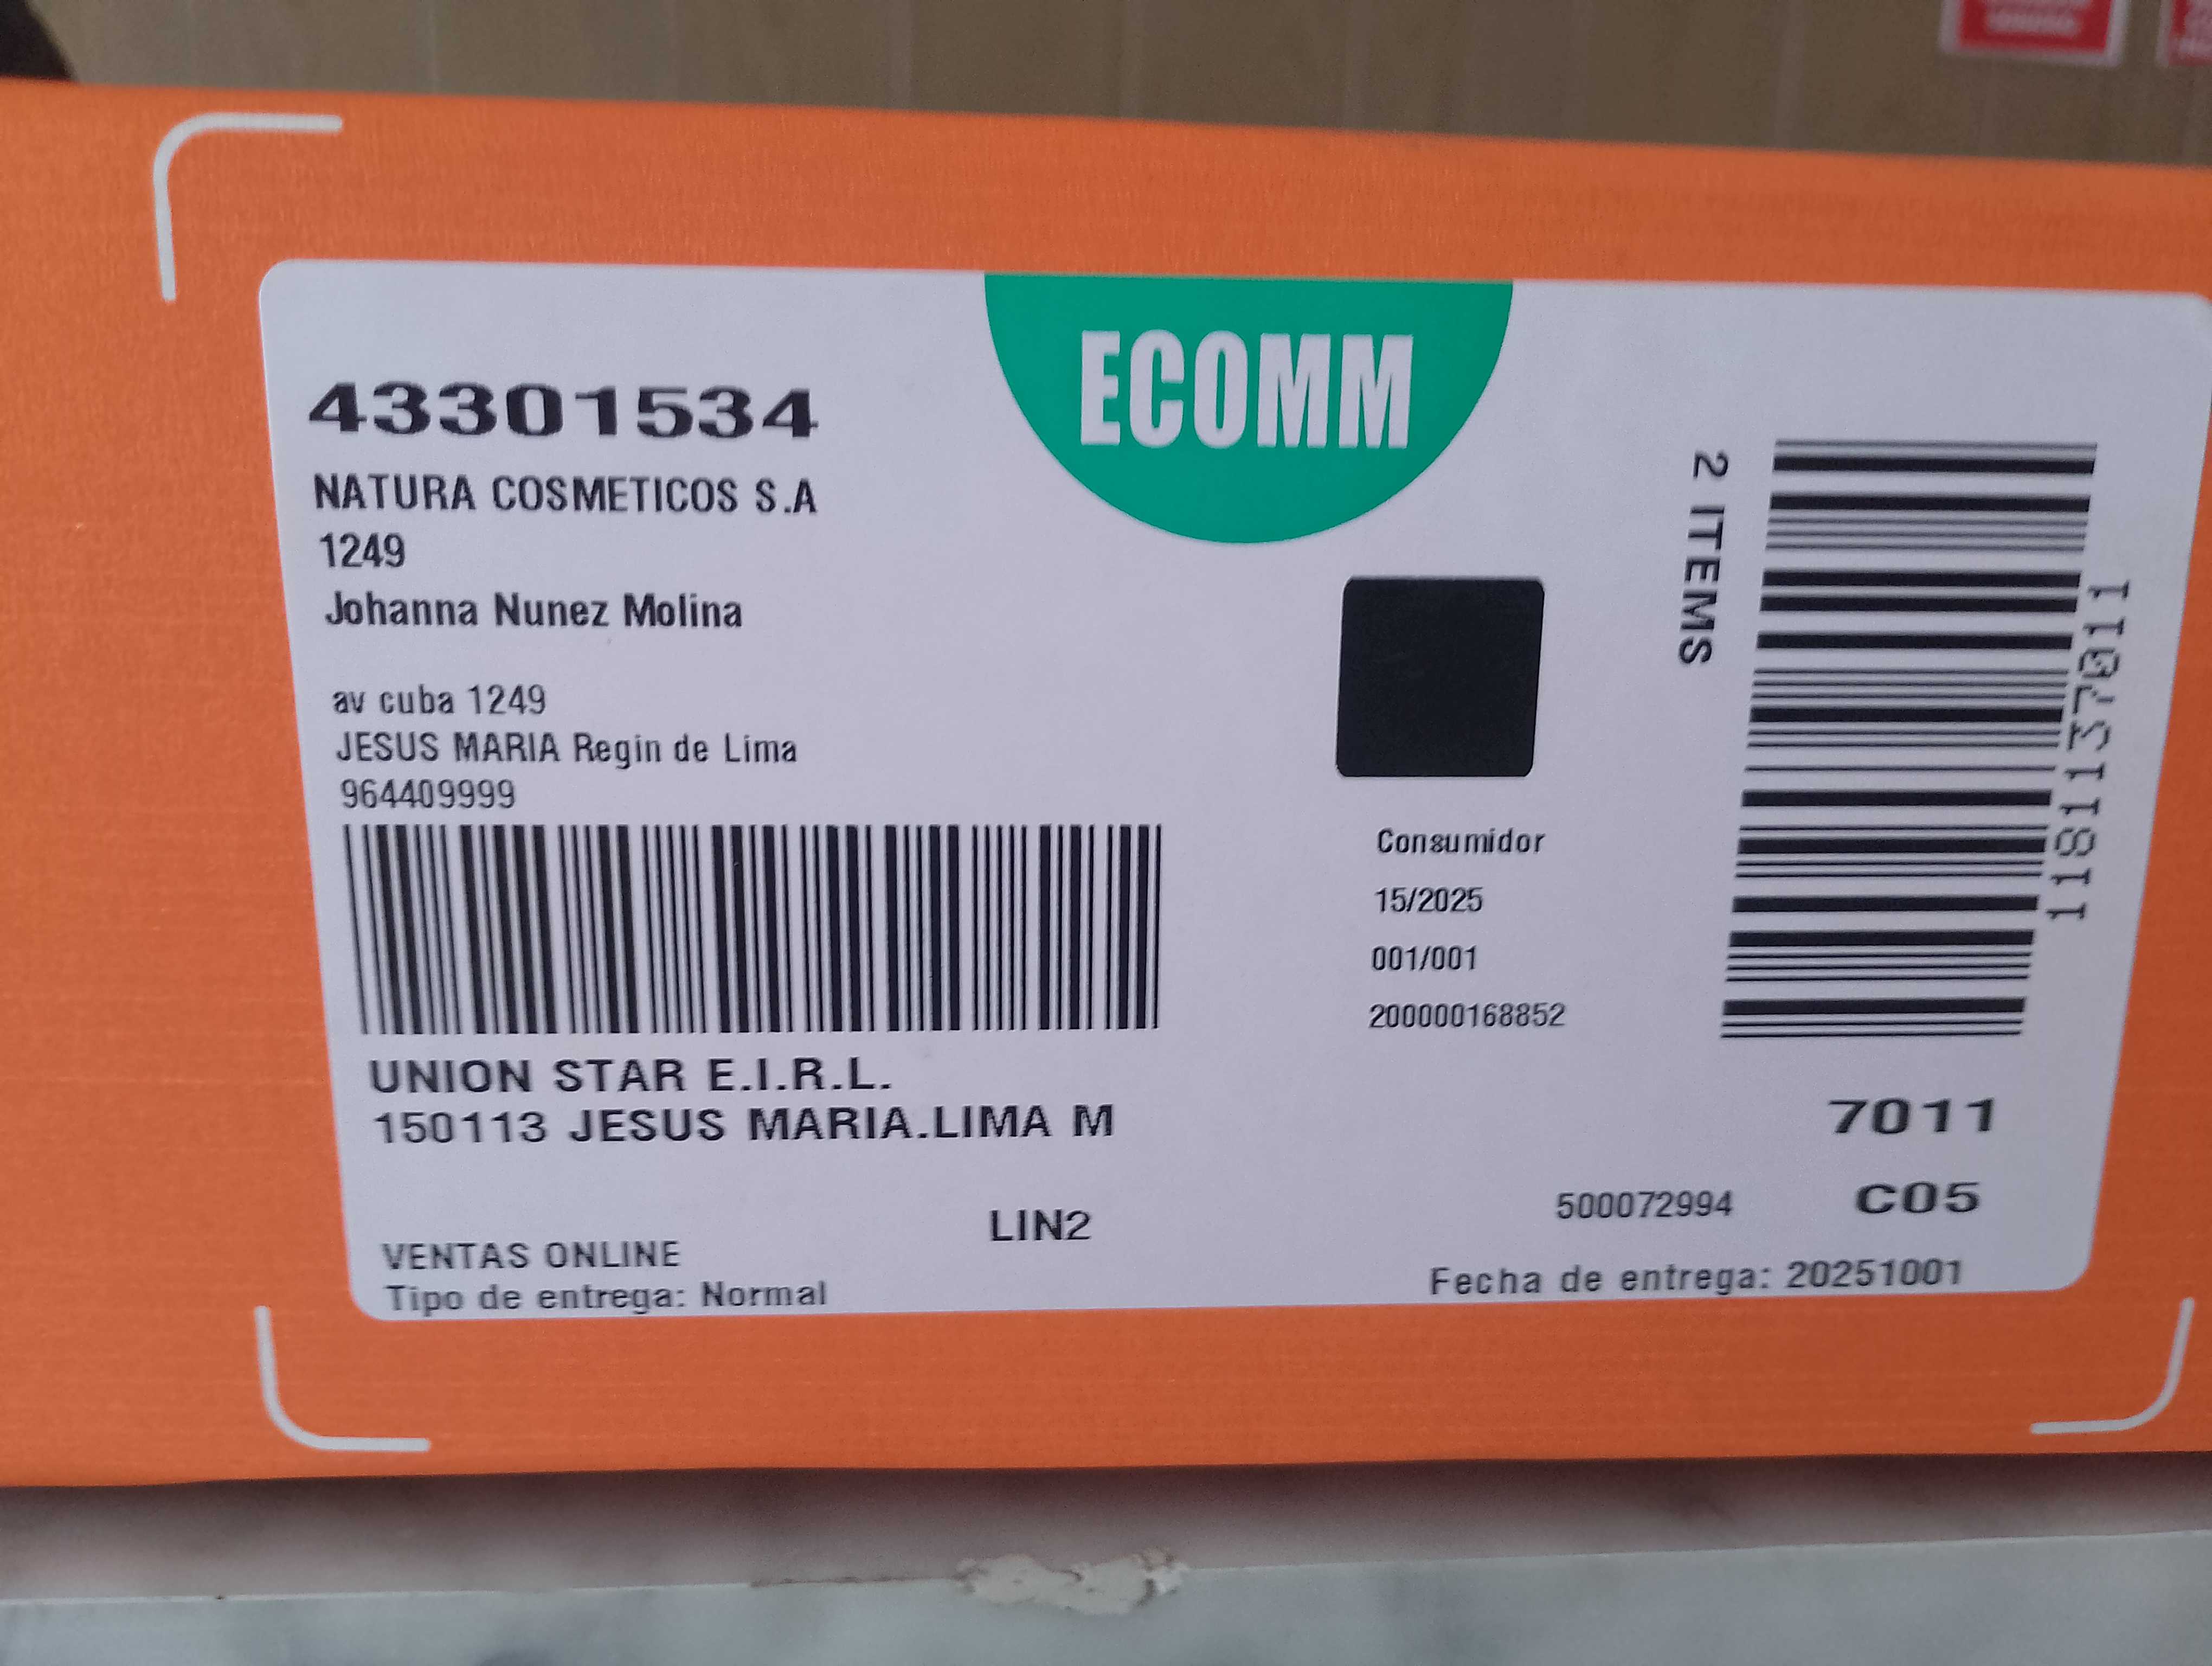 ECOMM
43301534
NATURA COSMETICOS S.A
1249
Johanna Nunez Molina
av cuba 1249
JESUS MARIA Regin de Lima
964409999
UNION STAR E.I.R.L.
150113 JESUS MARIA.LIMA M
VENTAS ONLINE
Tipo de entrega: Normal
LIN2
Consumidor
15/2025
001/001
200000168852
2 ITEMS
1181137011
7011
500072994 C05
Fecha de entrega: 20251001